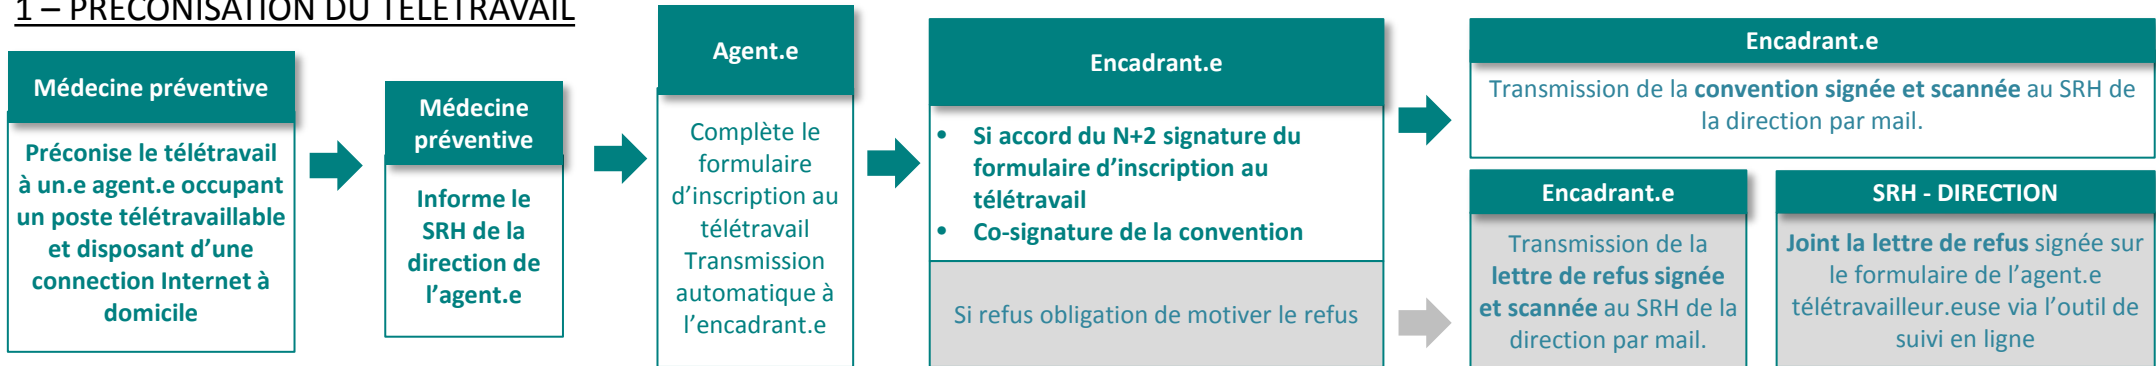 1 – PRÉCONISATION DU TÉLÉTRAVAIL
Médecine préventive
Préconise le télétravail
à un.e agent.e occupant
un poste télétravaillable
et disposant d’une
connection Internet à
domicile
Médecine
préventive
Informe le
SRH de la
direction de
l’agent.e
Agent.e
Complète le
formulaire
d’inscription au
télétravail
Transmission
automatique à
l’encadrant.e
Encadrant.e
• Si accord du N+2 signature du
formulaire d’inscription au
télétravail
• Co-signature de la convention
Si refus obligation de motiver le refus
Encadrant.e
Transmission de la convention signée et scannée au SRH de
la direction par mail.
Encadrant.e
Transmission de la
lettre de refus signée
et scannée au SRH de la
direction par mail.
SRH - DIRECTION
Joint la lettre de refus signée sur
le formulaire de l’agent.e
télétravailleur.euse via l’outil de
suivi en ligne